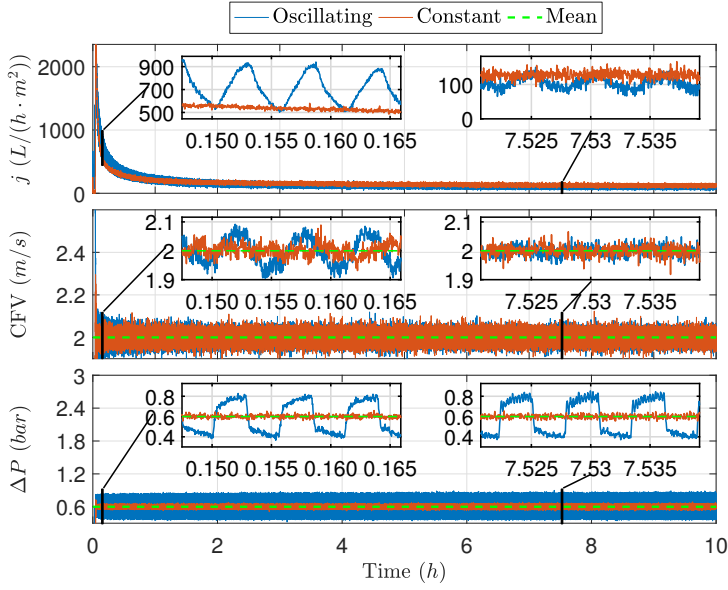 Oscillating Constant Mean
j (L/(h · m²))
2000
1000
0
900
700
500
0.150 0.155 0.160 0.165
100
0
7.525 7.53 7.535
CFV (m/s)
2.4
2.2
2
2.1
2
1.9
0.150 0.155 0.160 0.165
2.1
2
1.9
7.525 7.53 7.535
ΔP (bar)
3
2.4
1.8
1.2
0.6
0.8
0.6
0.4
0.150 0.155 0.160 0.165
0.8
0.6
0.4
7.525 7.53 7.535
0 2 4 6 8 10
Time (h)